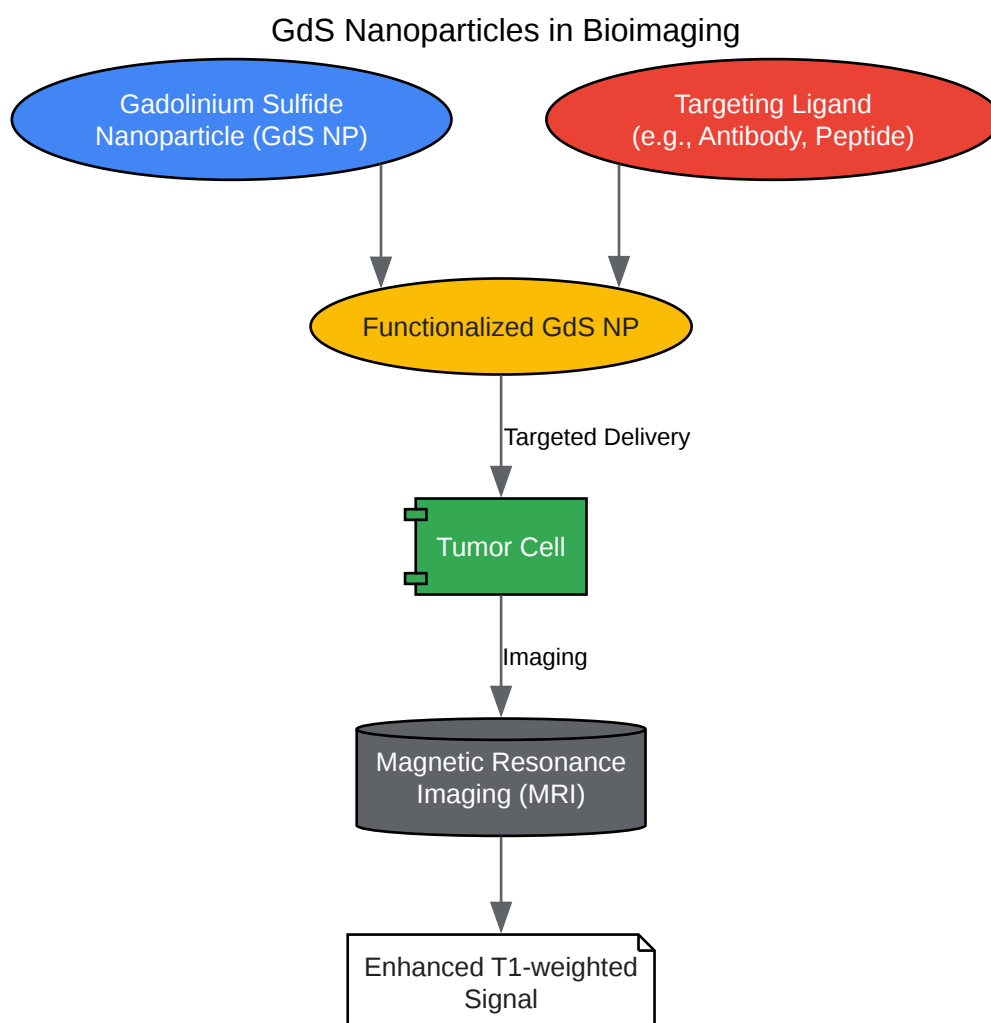 GdS Nanoparticles in Bioimaging
Gadolinium Sulfide
Nanoparticle (GdS NP)
Targeting Ligand
(e.g., Antibody, Peptide)
Functionalized GdS NP
Targeted Delivery
Tumor Cell
Imaging
Magnetic Resonance
Imaging (MRI)
Enhanced T1-weighted
Signal